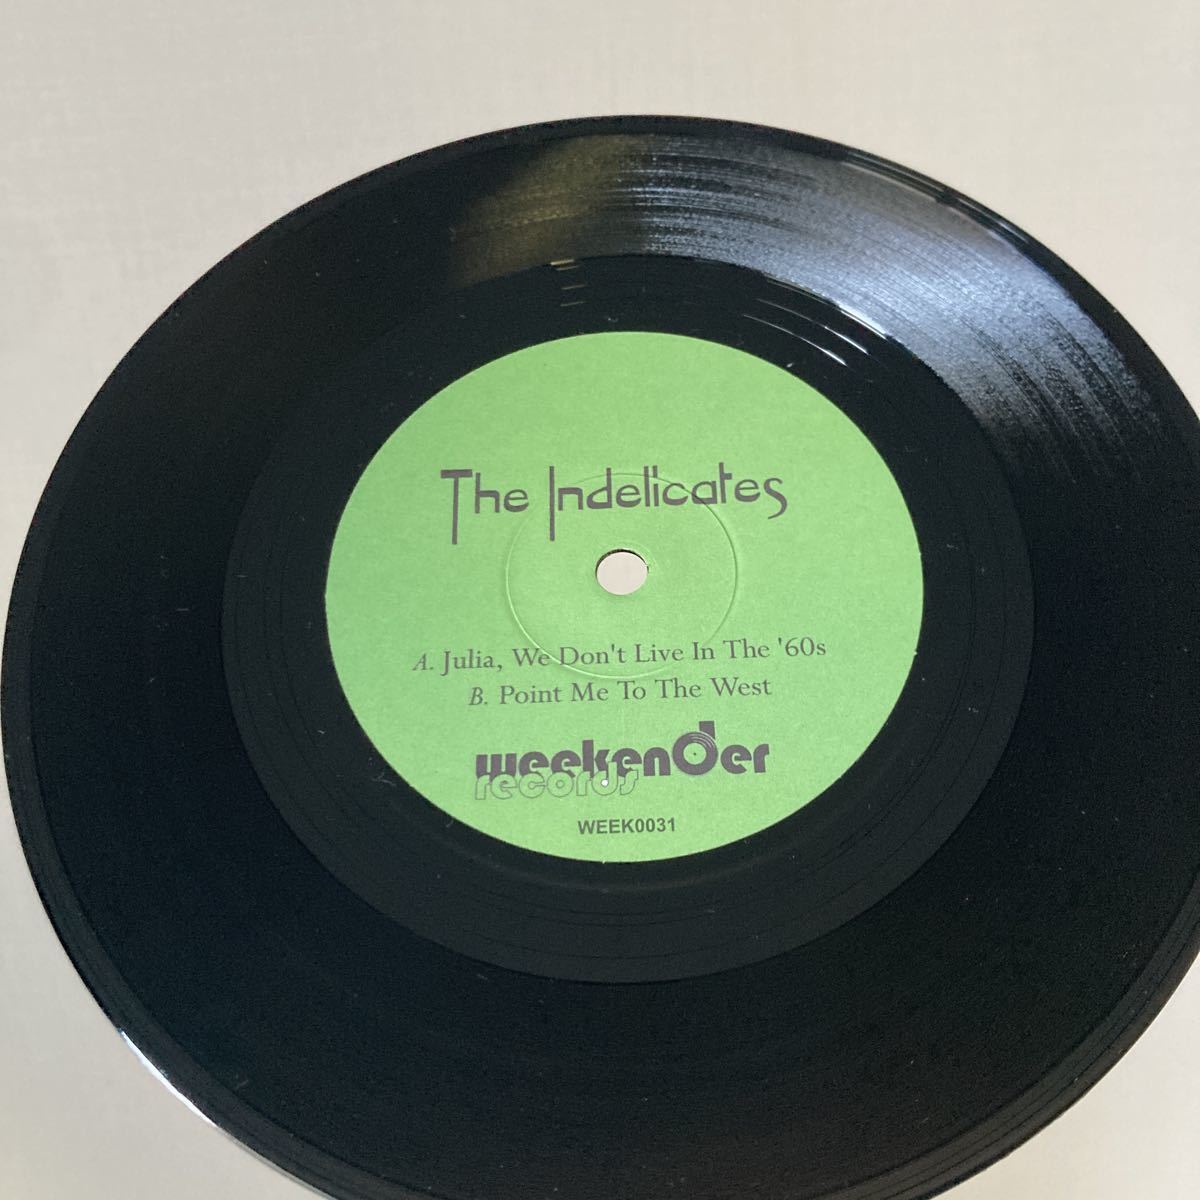 The Indelicates
A. Julia, We Don't Live In The '60s
B. Point Me To The West
weekender
records
WEEK0031